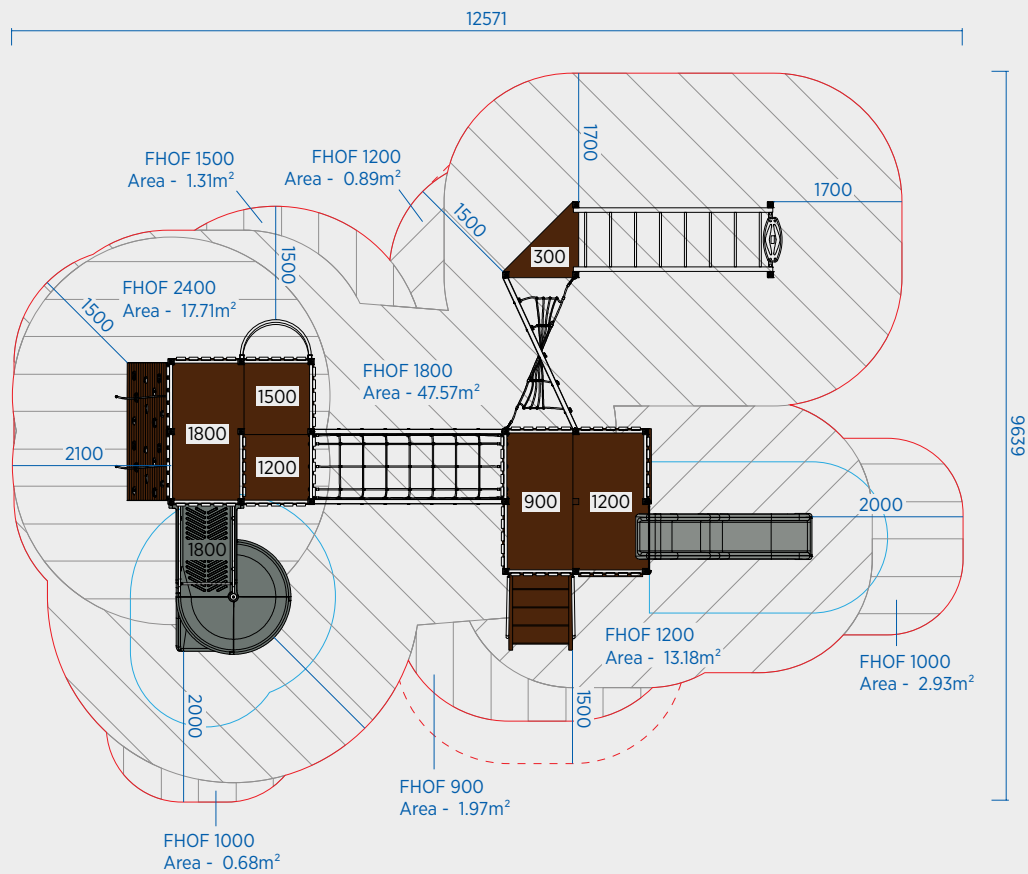 12571
1700
FHOF 1500
Area - 1.31m²
FHOF 1200
Area - 0.89m²
1700
1500
300
1500
FHOF 2400
Area - 17.71m²
1500
FHOF 1800
Area - 47.57m²
1500
1800
2100
1200
9639
900
1200
2000
1800
FHOF 1200
Area - 13.18m²
FHOF 1000
Area - 2.93m²
2000
1500
FHOF 900
Area - 1.97m²
FHOF 1000
Area - 0.68m²